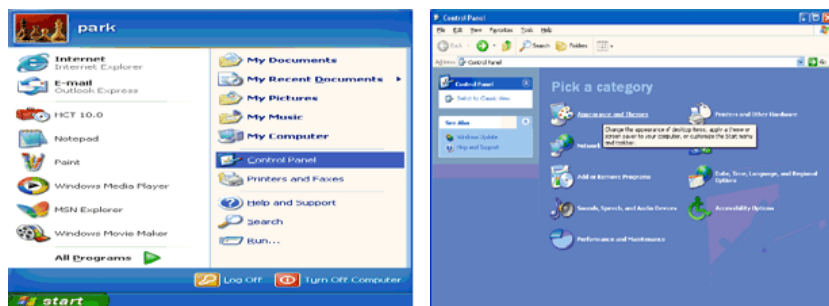 park
Internet
Internet Explorer
E-mail
Outlook Express
HCT 10.0
Notepad
Paint
Windows Media Player
MSN Explorer
Windows Movie Maker
All Programs
My Documents
My Recent Documents
My Pictures
My Music
My Computer
Control Panel
Printers and Faxes
Help and Support
Search
Run...
Log Off
Turn Off Computer
start
Control Panel
File Edit View Favorites Tools Help
Back Search Folders
Address Control Panel Go
Control Panel
Switch to Classic View
See Also
Windows Update
Help and Support
Pick a category
Appearance and Themes
Printers and Other Hardware
Change the appearance of desktop items, apply a theme or
screen saver to your computer, or customize the Start menu
and taskbar.
Network
Add or Remove Programs
Date, Time, Language, and Regional
Options
Sounds, Speech, and Audio Devices
Accessibility Options
Performance and Maintenance